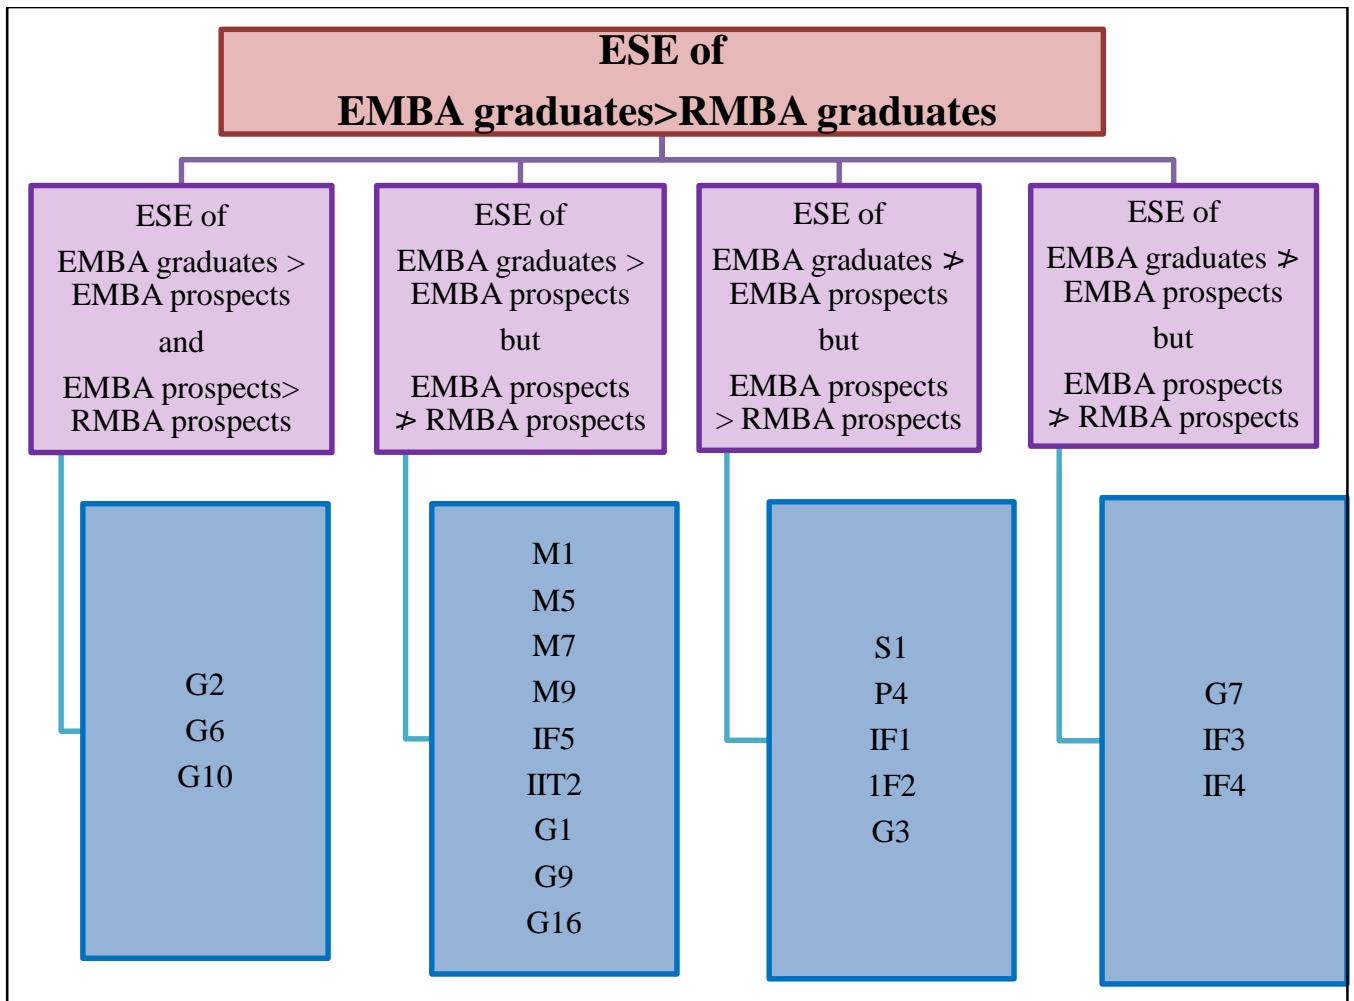 ESE of
EMBA graduates>RMBA graduates
ESE of
EMBA graduates >
EMBA prospects
and
EMBA prospects>
RMBA prospects
ESE of
EMBA graduates >
EMBA prospects
but
EMBA prospects
≯ RMBA prospects
ESE of
EMBA graduates ≯
EMBA prospects
but
EMBA prospects
> RMBA prospects
ESE of
EMBA graduates ≯
EMBA prospects
but
EMBA prospects
≯ RMBA prospects
G2
G6
G10
M1
M5
M7
M9
IF5
IIT2
G1
G9
G16
S1
P4
IF1
1F2
G3
G7
IF3
IF4